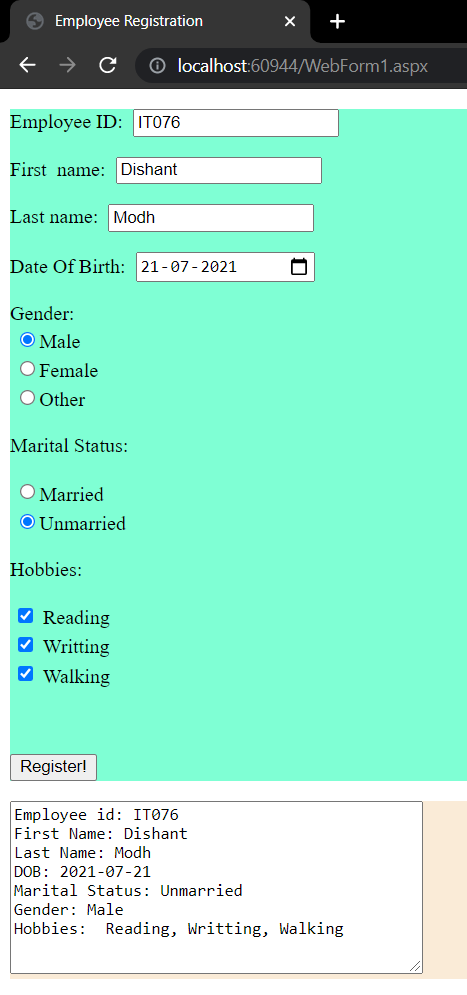 Employee Registration
localhost:60944/WebForm1.aspx
Employee ID: IT076
First name: Dishant
Last name: Modh
Date Of Birth: 21-07-2021
Gender:
Male
Female
Other
Marital Status:
Married
Unmarried
Hobbies:
Reading
Writting
Walking
Register!
Employee id: IT076
First Name: Dishant
Last Name: Modh
DOB: 2021-07-21
Marital Status: Unmarried
Gender: Male
Hobbies:  Reading, Writting, Walking